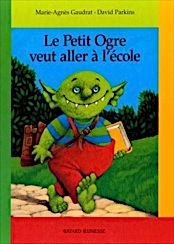 Marie-Agnès Gaudrat - David Parkins
Le Petit Ogre
veut aller à l'école
BAYARD JEUNESSE